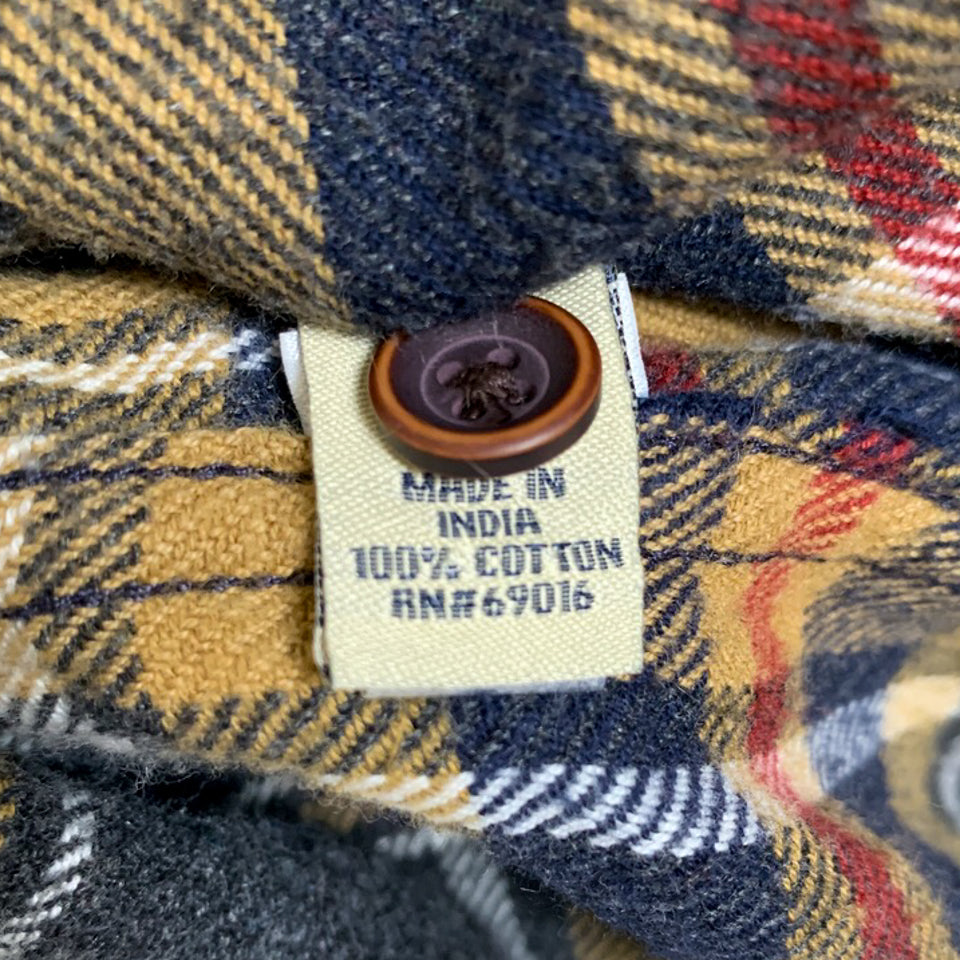 MADE IN
INDIA
100% COTTON
RN#69016